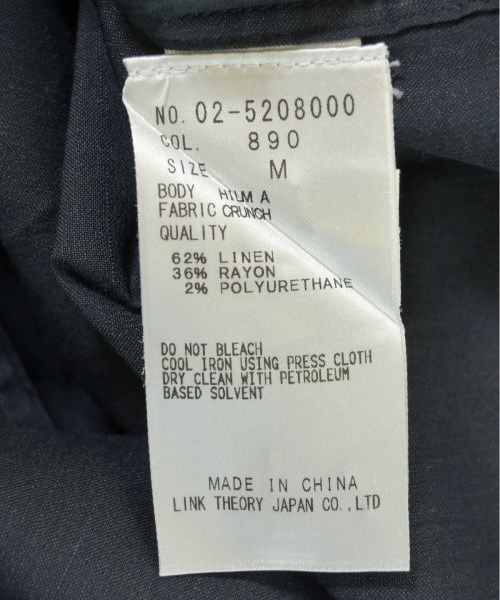 NO. 02-5208000
COL. 890
SIZE M
BODY HILM A
FABRIC CRUNCH
QUALITY
62% LINEN
36% RAYON
2% POLYURETHANE
DO NOT BLEACH
COOL IRON USING PRESS CLOTH
DRY CLEAN WITH PETROLEUM
BASED SOLVENT
MADE IN CHINA
LINK THEORY JAPAN CO.,LTD